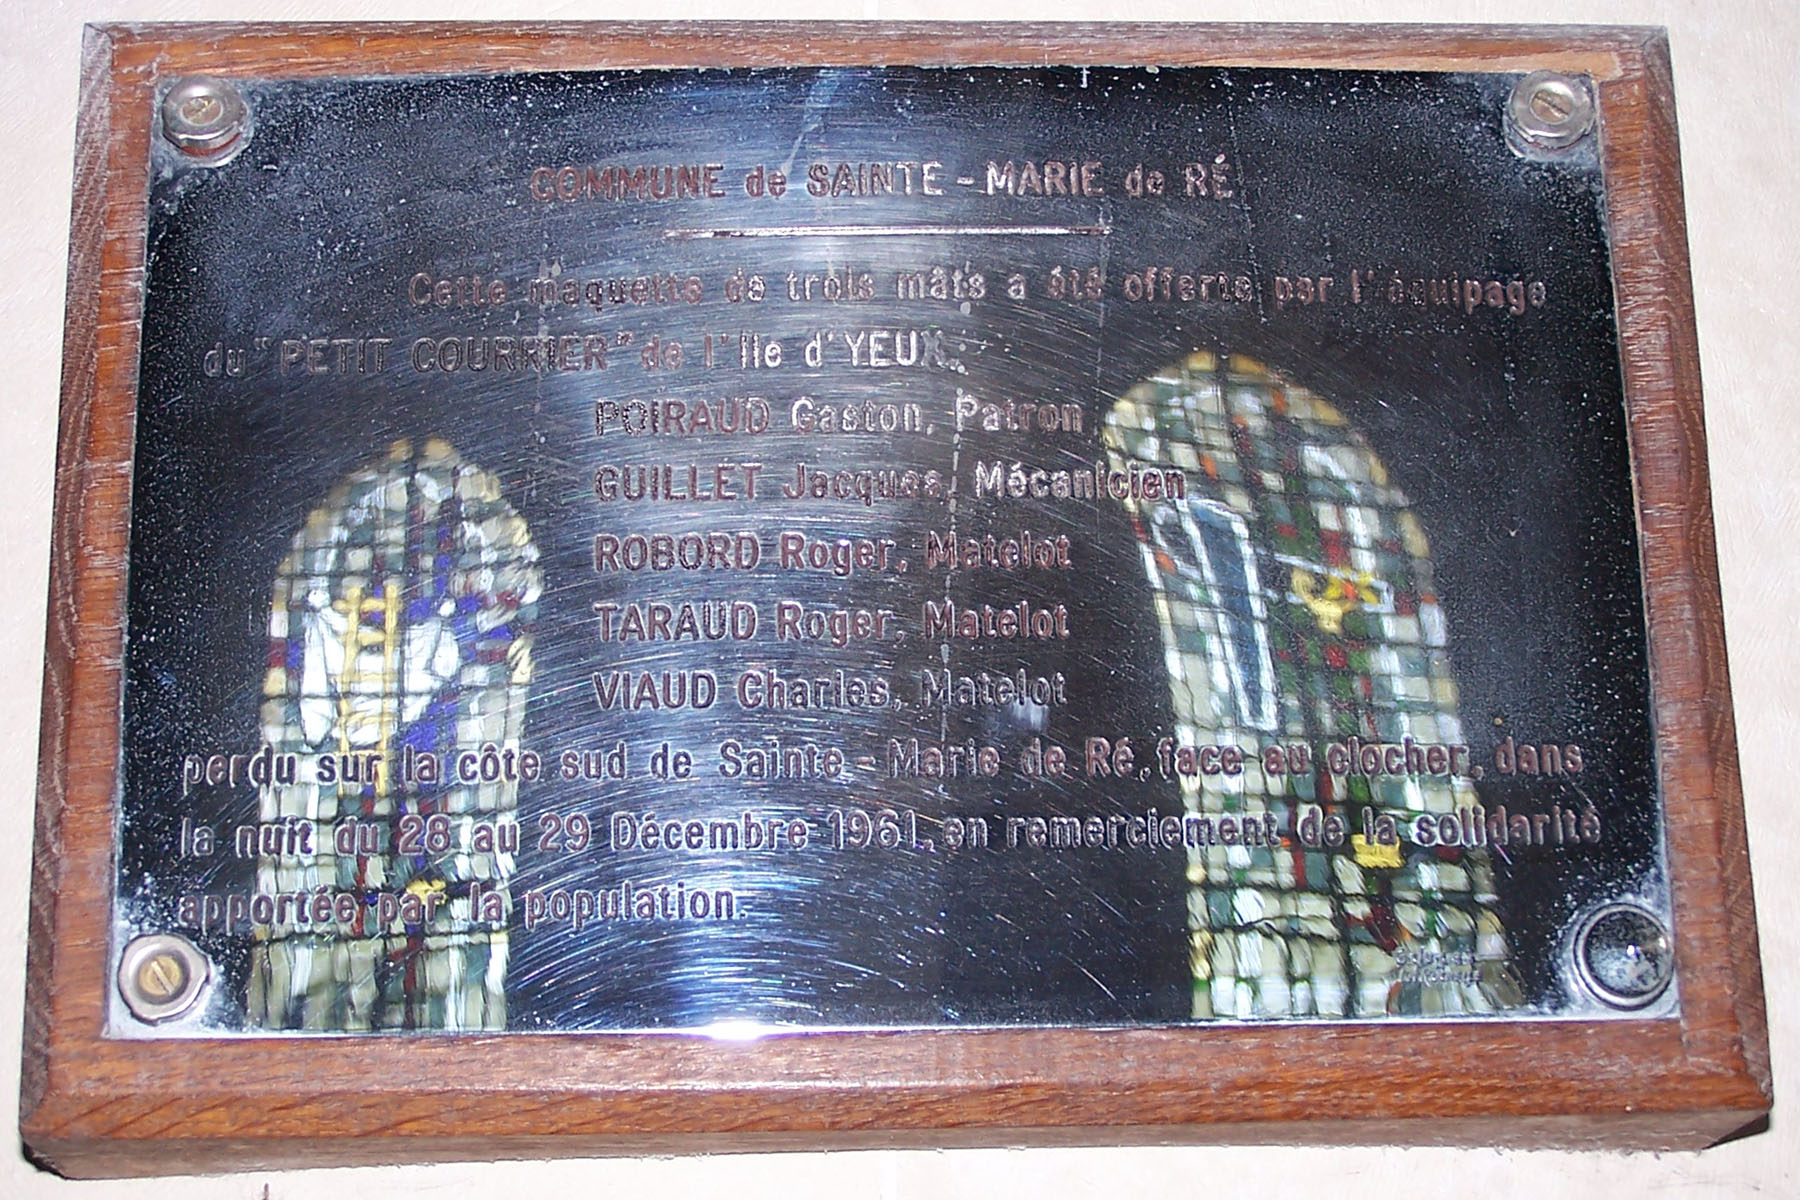 COMMUNE de SAINTE - MARIE de RÉ
Cette maquette de trois mâts a été offerte par l'équipage
du "PETIT COURRIER" de l'Ile d'YEUX.:
POIRAUD Gaston, Patron
GUILLET Jacques, Mécanicien
ROBORD Roger, Matelot
TARAUD Roger, Matelot
VIAUD Charles, Matelot
perdu sur la côte sud de Sainte - Marie de Ré, face au clocher, dans
la nuit du 28 au 29 Décembre 1961, en remerciement de la solidarité
apportée par la population.